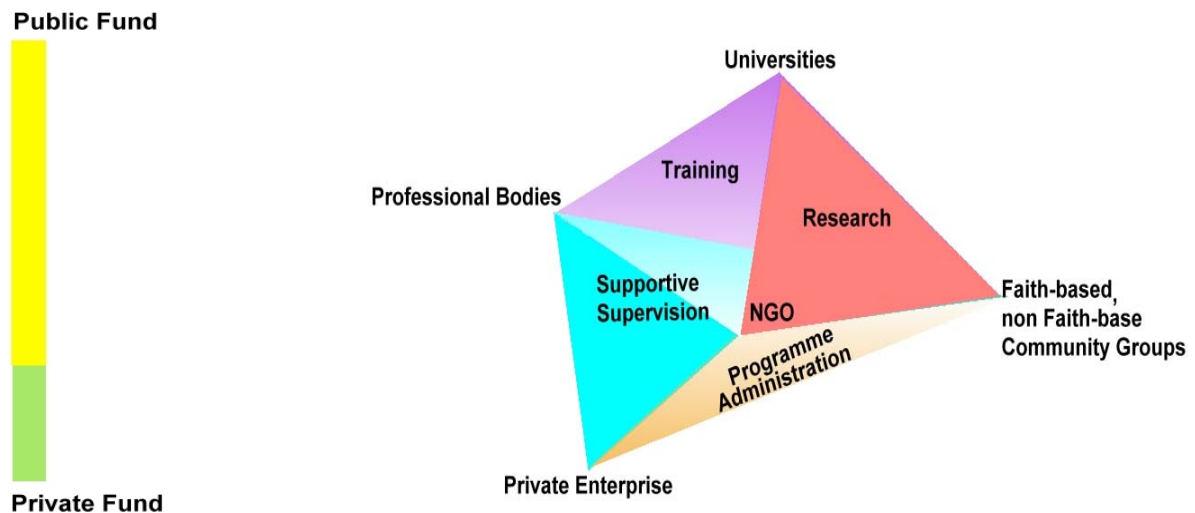 Public Fund
Universities
Training
Professional Bodies
Research
Supportive
Supervision
NGO
Faith-based,
non Faith-base
Community Groups
Programme
Administration
Private Enterprise
Private Fund